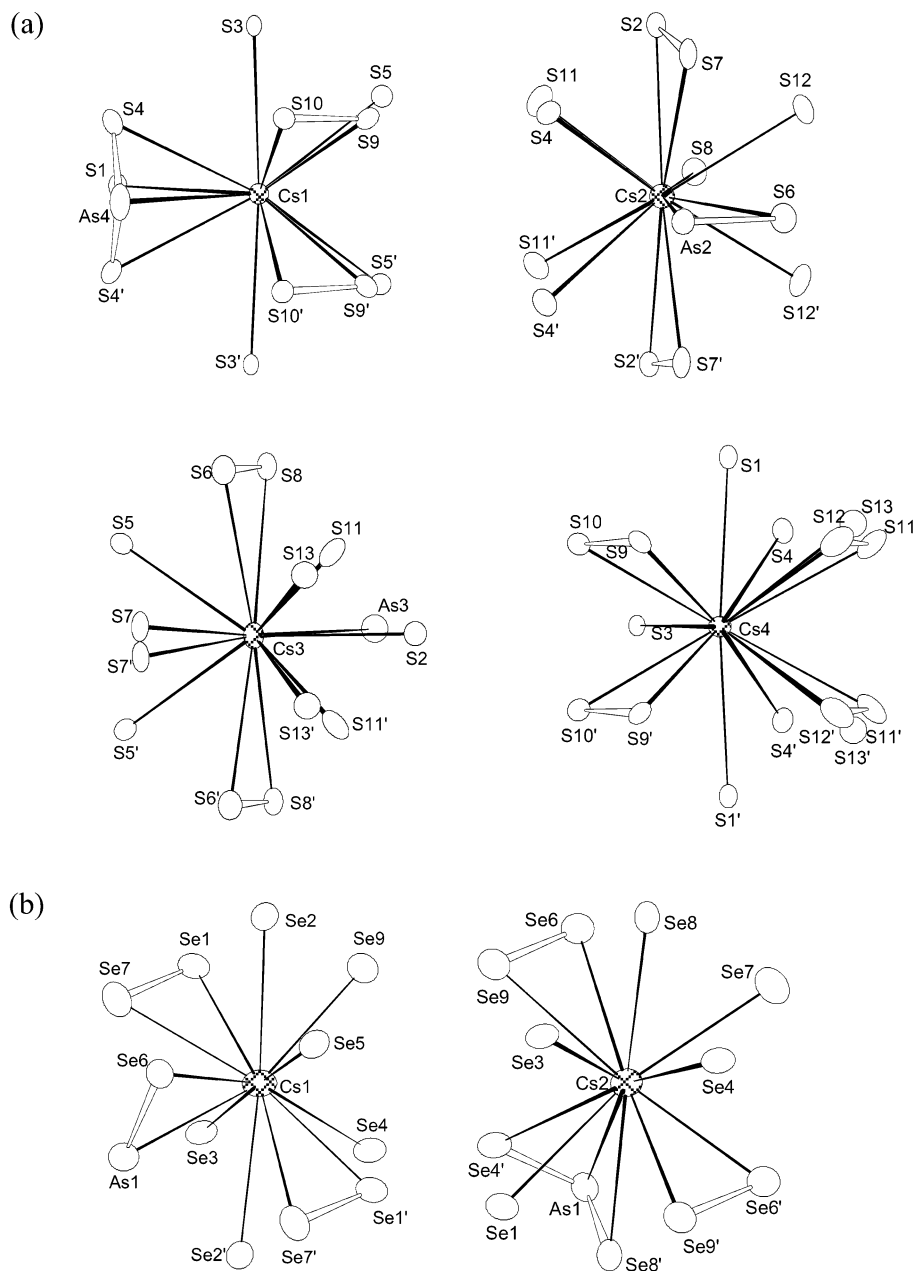 (a)
S3
S5
S10
S4
S9
S1
Cs1
As4
S4'
S5'
S10'
S9'
S3'
S2
S7
S11
S12
S4
S8
Cs2
S6
As2
S11'
S4'
S12'
S2'
S7'
S6
S8
S5
S11
S13
S7
As3
Cs3
S2
S7'
S13'
S11'
S5'
S6'
S8'
S1
S10
S12
S13
S9
S4
S11
S3
Cs4
S10'
S9'
S4'
S12'
S11'
S13'
S1'
(b)
Se2
Se1
Se9
Se7
Se6
Se5
Cs1
Se3
Se4
As1
Se1'
Se2'
Se7'
Se6
Se8
Se9
Se7
Se3
Cs2
Se4
Se4'
As1
Se1
Se6'
Se9'
Se8'